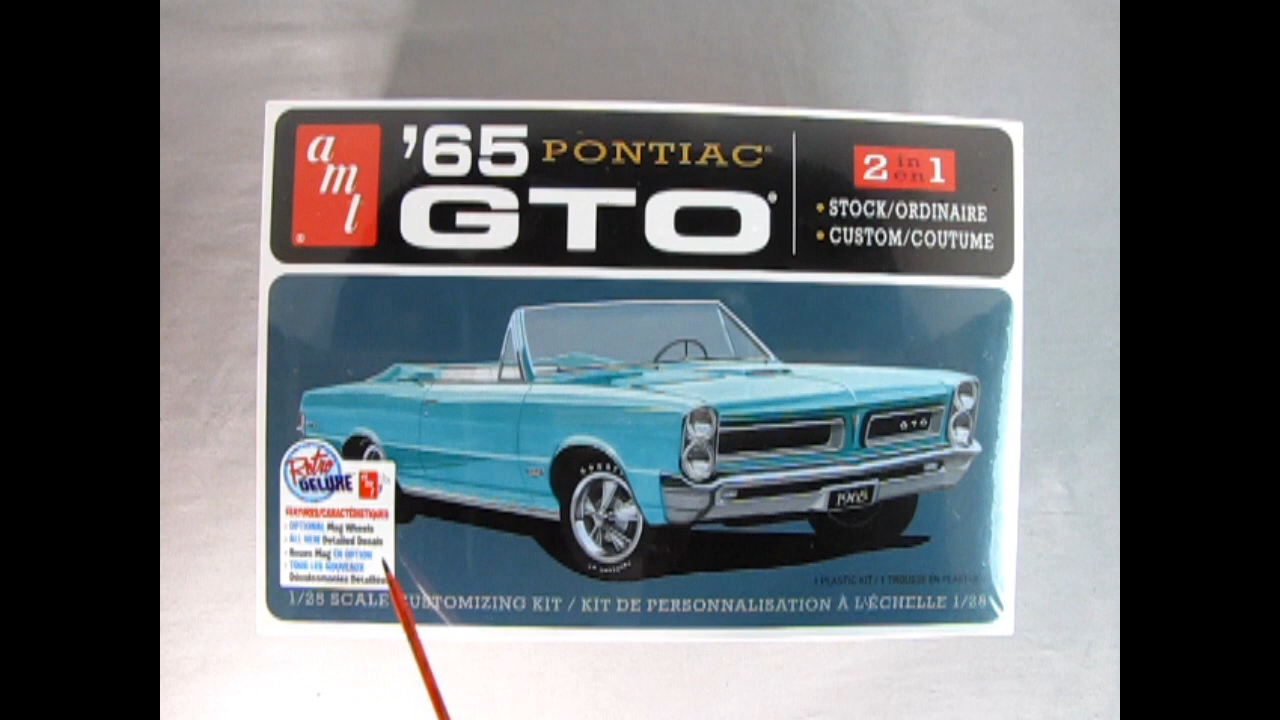 amt
'65 PONTIAC
GTO
2 in en 1
• STOCK/ORDINAIRE
• CUSTOM/COUTUME
GTO
1965
Retro
DELUXE
amt
FEATURES/CARACTÉRISTIQUES
• OPTIONAL Mag Wheels
• ALL NEW Detailed Decals
• Roues Mag EN OPTION
• TOUS LES NOUVEAUX
Décalcomanies Détaillées
1 PLASTIC KIT / 1 TROUSSE EN
1/25 SCALE CUSTOMIZING KIT / KIT DE PERSONNALISATION À L'ÉCHELLE 1/25